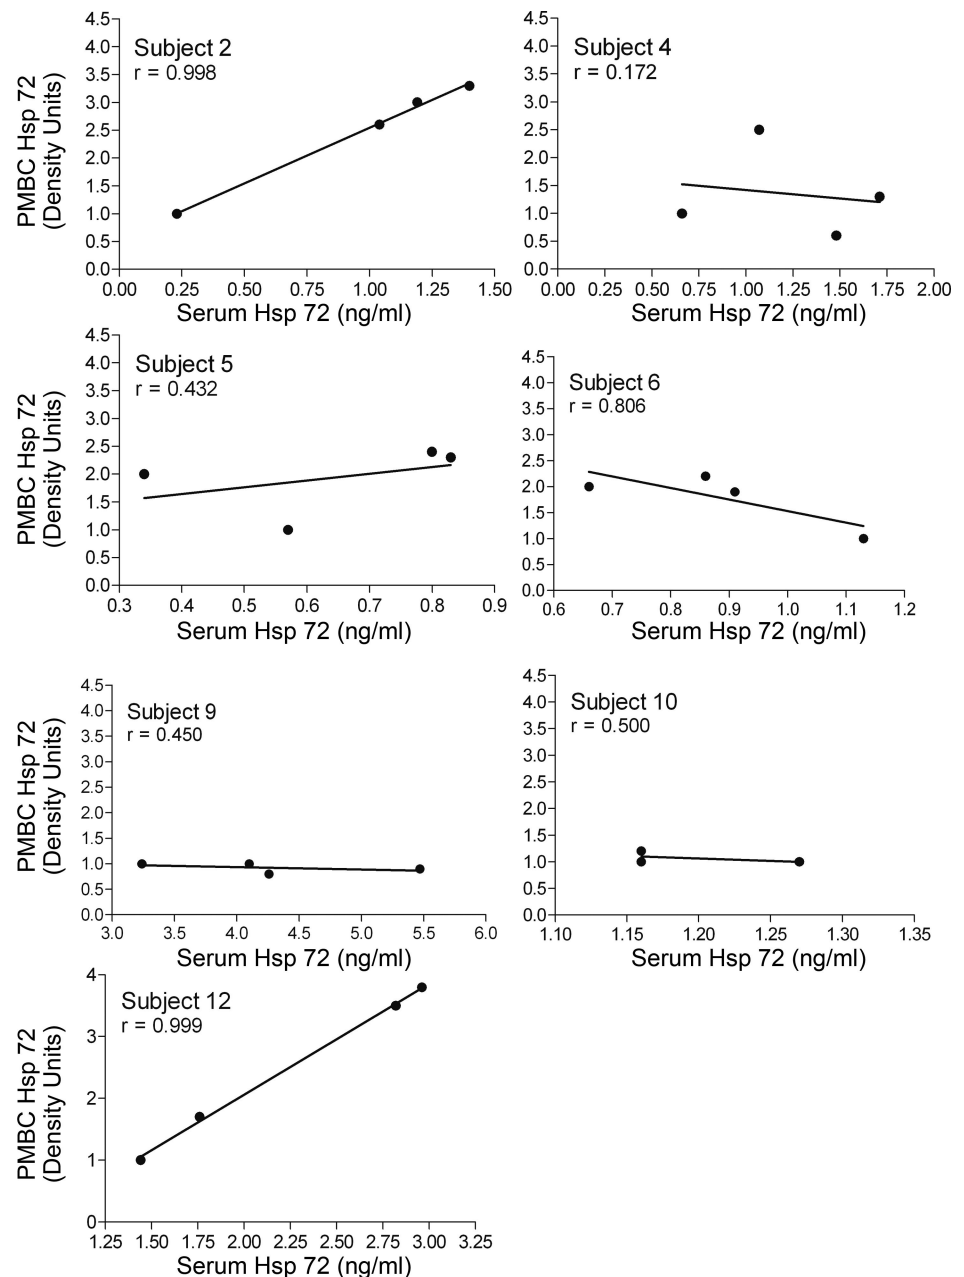 Subject 2
r = 0.998
4.5
4.0
3.5
3.0
2.5
2.0
1.5
1.0
0.5
0.0
PMBC Hsp 72
(Density Units)
0.00 0.25 0.50 0.75 1.00 1.25 1.50
Serum Hsp 72 (ng/ml)
Subject 4
r = 0.172
4.5
4.0
3.5
3.0
2.5
2.0
1.5
1.0
0.5
0.0
0.00 0.25 0.50 0.75 1.00 1.25 1.50 1.75 2.00
Serum Hsp 72 (ng/ml)
Subject 5
r = 0.432
4.5
4.0
3.5
3.0
2.5
2.0
1.5
1.0
0.5
0.0
PMBC Hsp 72
(Density Units)
0.3 0.4 0.5 0.6 0.7 0.8 0.9
Serum Hsp 72 (ng/ml)
Subject 6
r = 0.806
4.5
4.0
3.5
3.0
2.5
2.0
1.5
1.0
0.5
0.0
0.6 0.7 0.8 0.9 1.0 1.1 1.2
Serum Hsp 72 (ng/ml)
Subject 9
r = 0.450
4.5
4.0
3.5
3.0
2.5
2.0
1.5
1.0
0.5
0.0
PMBC Hsp 72
(Density Units)
3.0 3.5 4.0 4.5 5.0 5.5 6.0
Serum Hsp 72 (ng/ml)
Subject 10
r = 0.500
4.5
4.0
3.5
3.0
2.5
2.0
1.5
1.0
0.5
0.0
1.10 1.15 1.20 1.25 1.30 1.35
Serum Hsp 72 (ng/ml)
Subject 12
r = 0.999
4
3
2
1
0
PMBC Hsp 72
(Density Units)
1.25 1.50 1.75 2.00 2.25 2.50 2.75 3.00 3.25
Serum Hsp 72 (ng/ml)